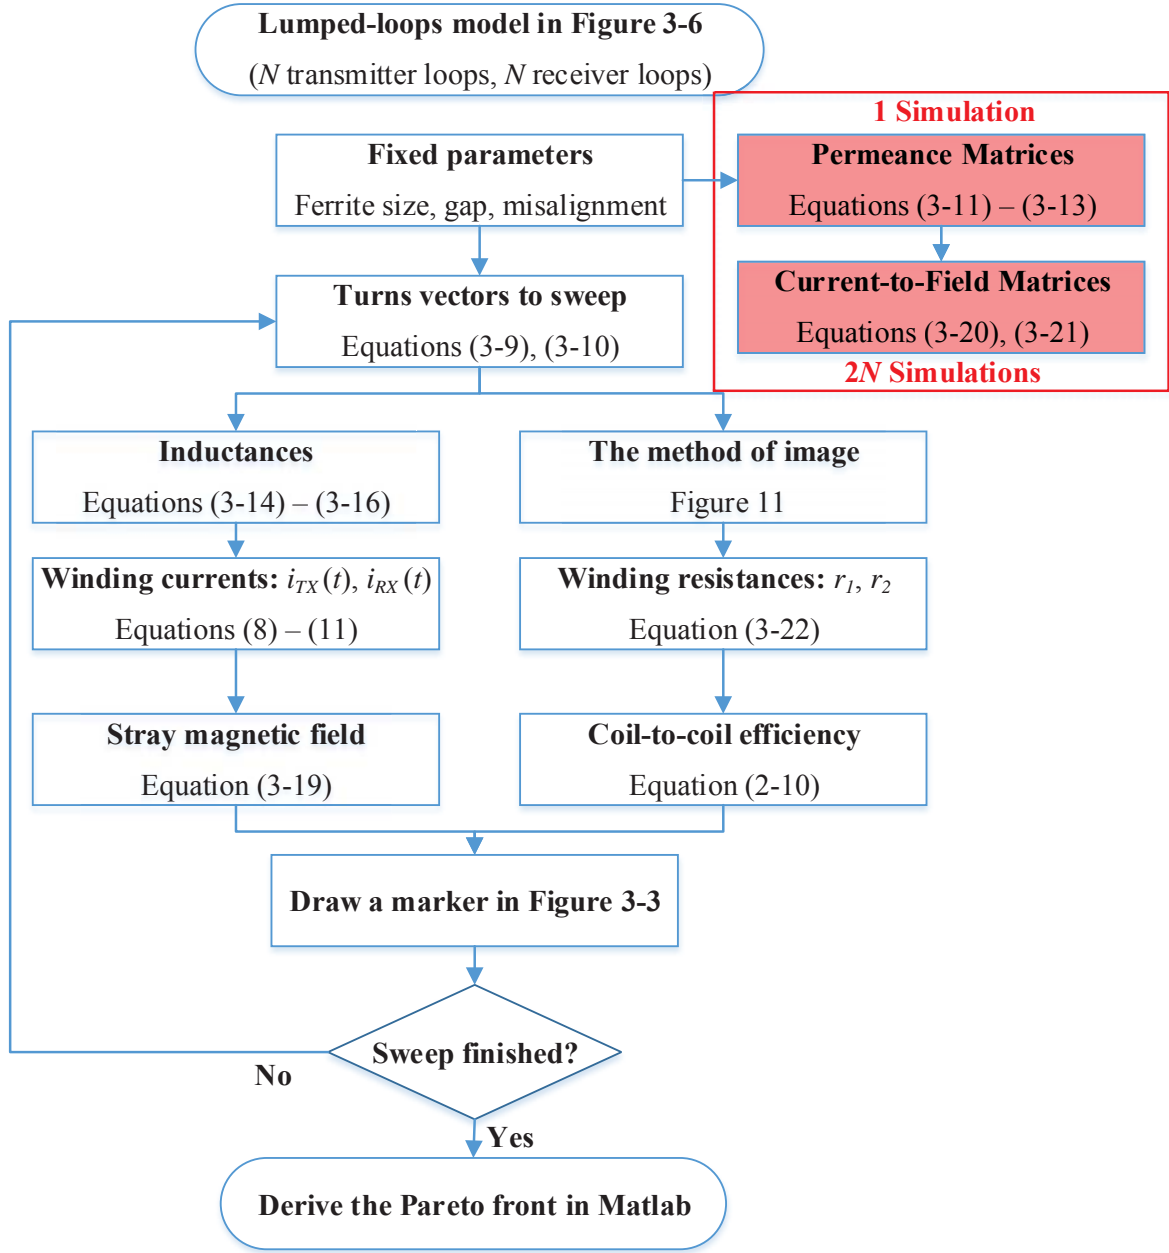 Lumped-loops model in Figure 3-6
(N transmitter loops, N receiver loops)
1 Simulation
Fixed parameters
Ferrite size, gap, misalignment
Permeance Matrices
Equations (3-11) – (3-13)
Turns vectors to sweep
Equations (3-9), (3-10)
Current-to-Field Matrices
Equations (3-20), (3-21)
2N Simulations
Inductances
Equations (3-14) – (3-16)
The method of image
Figure 11
Winding currents: iTX(t), iRX(t)
Equations (8) – (11)
Winding resistances: r1, r2
Equation (3-22)
Stray magnetic field
Equation (3-19)
Coil-to-coil efficiency
Equation (2-10)
Draw a marker in Figure 3-3
Sweep finished?
No
Yes
Derive the Pareto front in Matlab